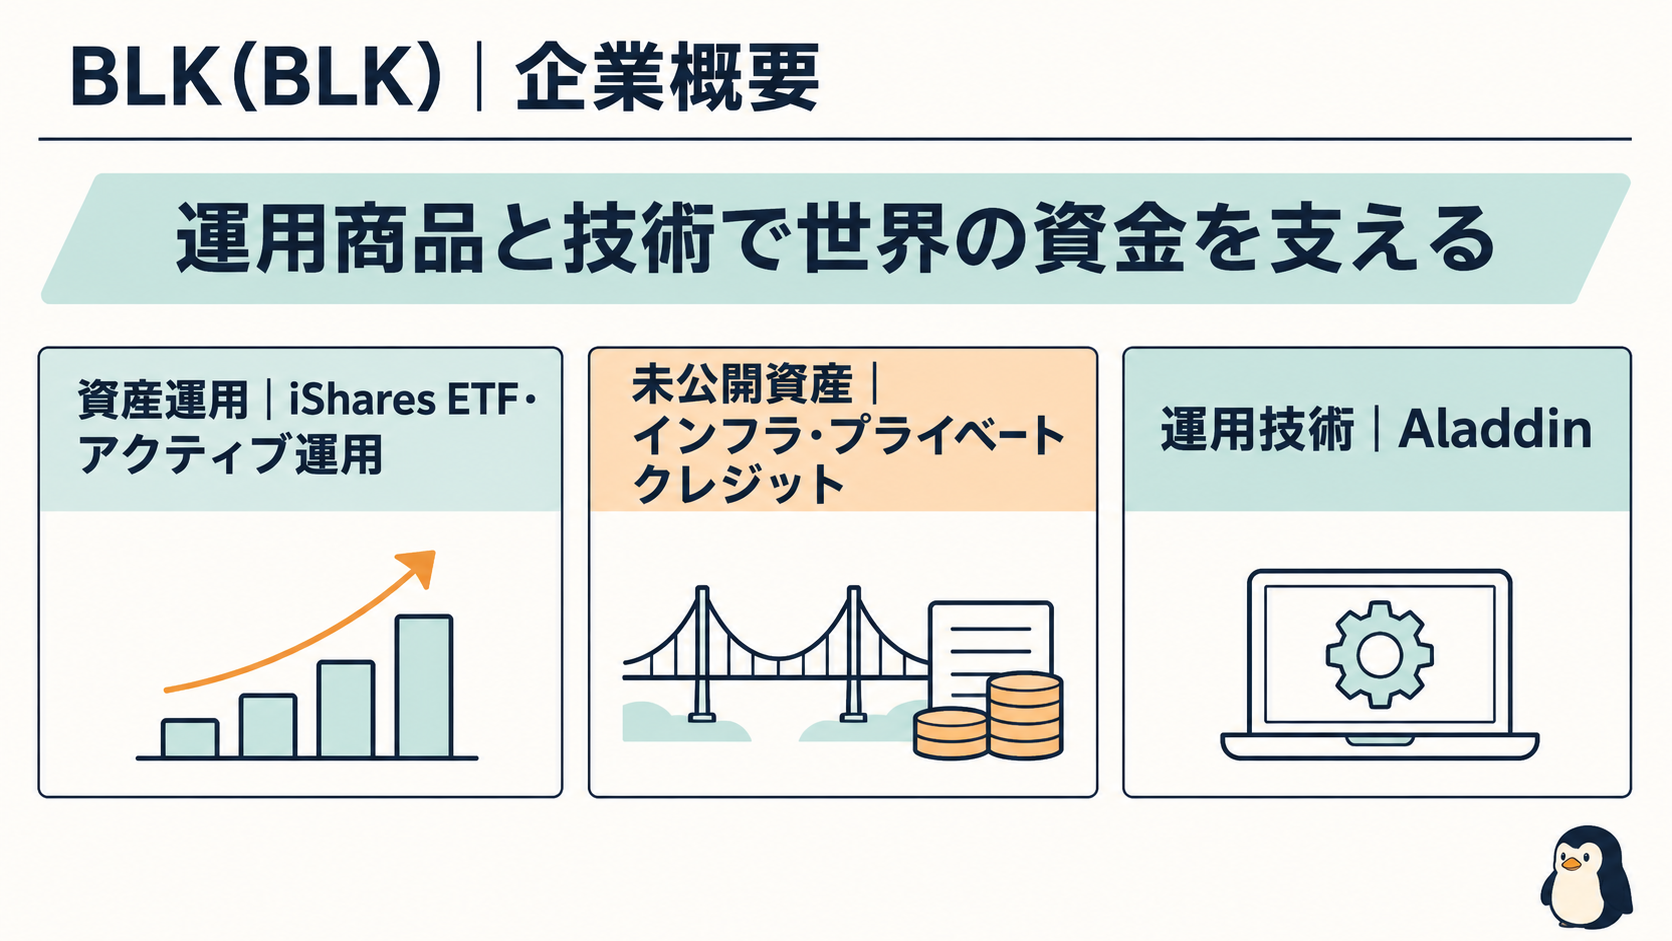 BLK(BLK)｜企業概要
運用商品と技術で世界の資金を支える
資産運用｜iShares ETF・
アクティブ運用
未公開資産｜
インフラ・プライベート
クレジット
運用技術｜Aladdin